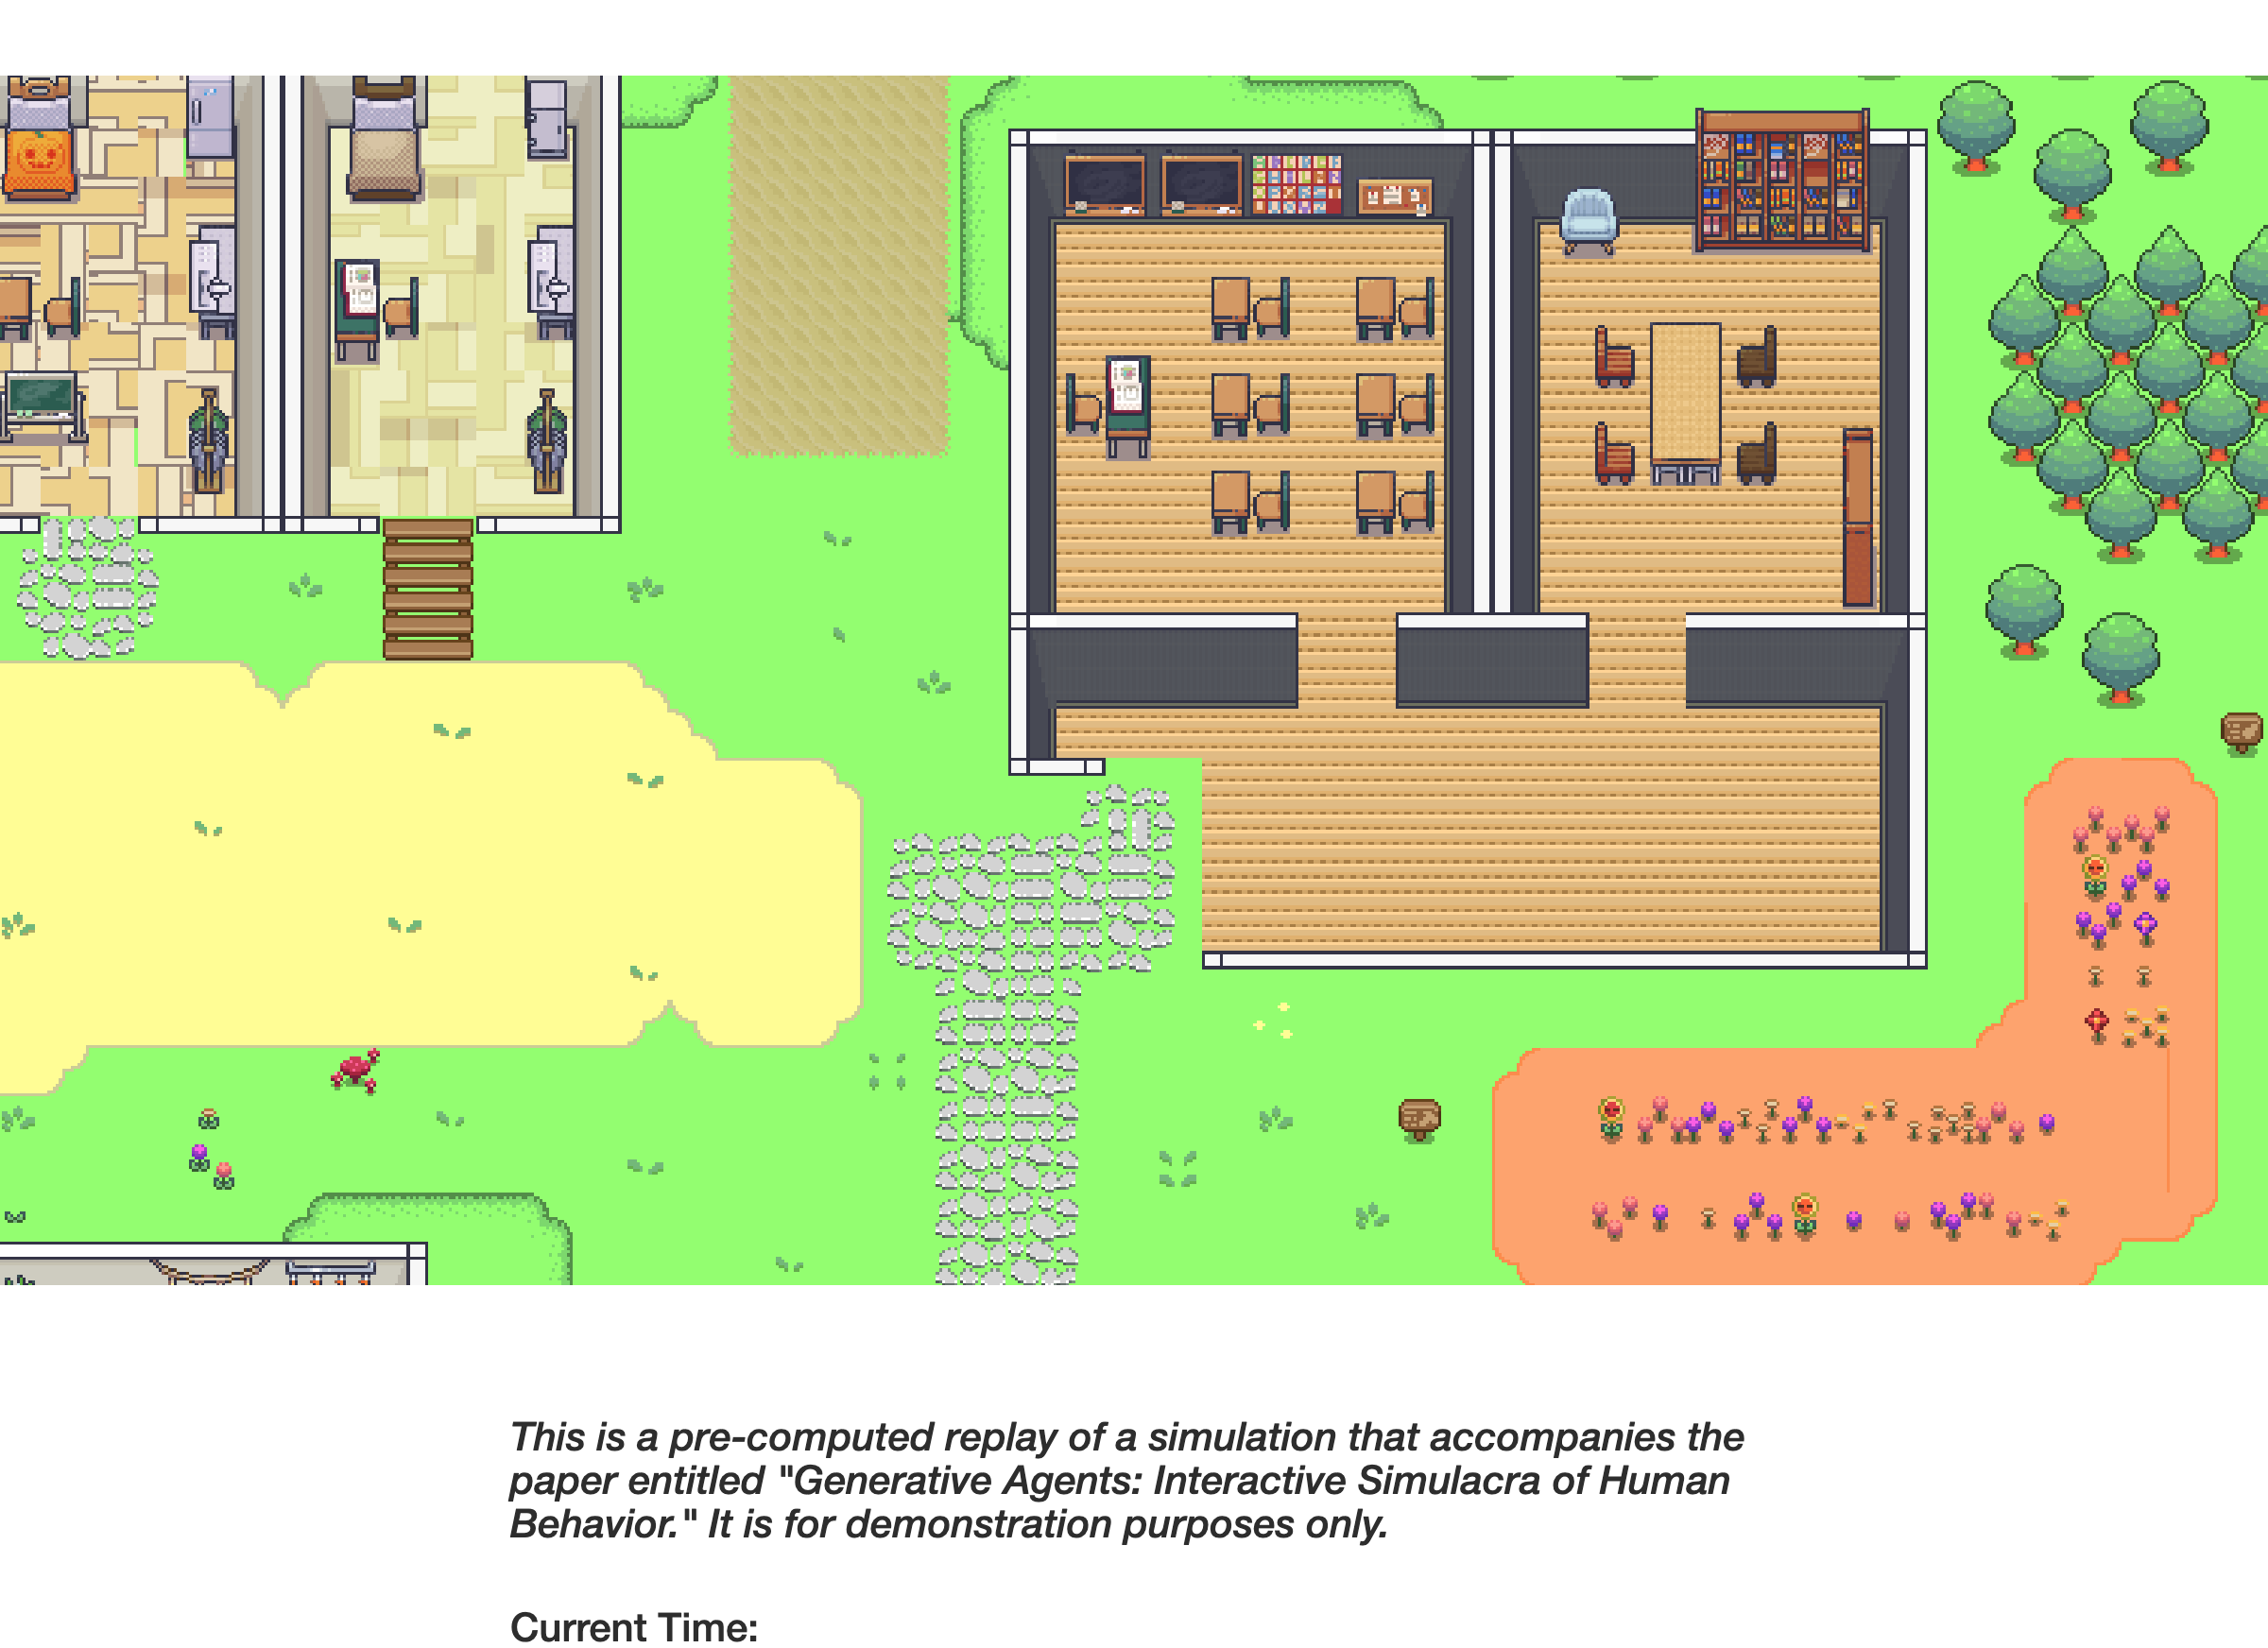 This is a pre-computed replay of a simulation that accompanies the
paper entitled "Generative Agents: Interactive Simulacra of Human
Behavior." It is for demonstration purposes only.
Current Time: